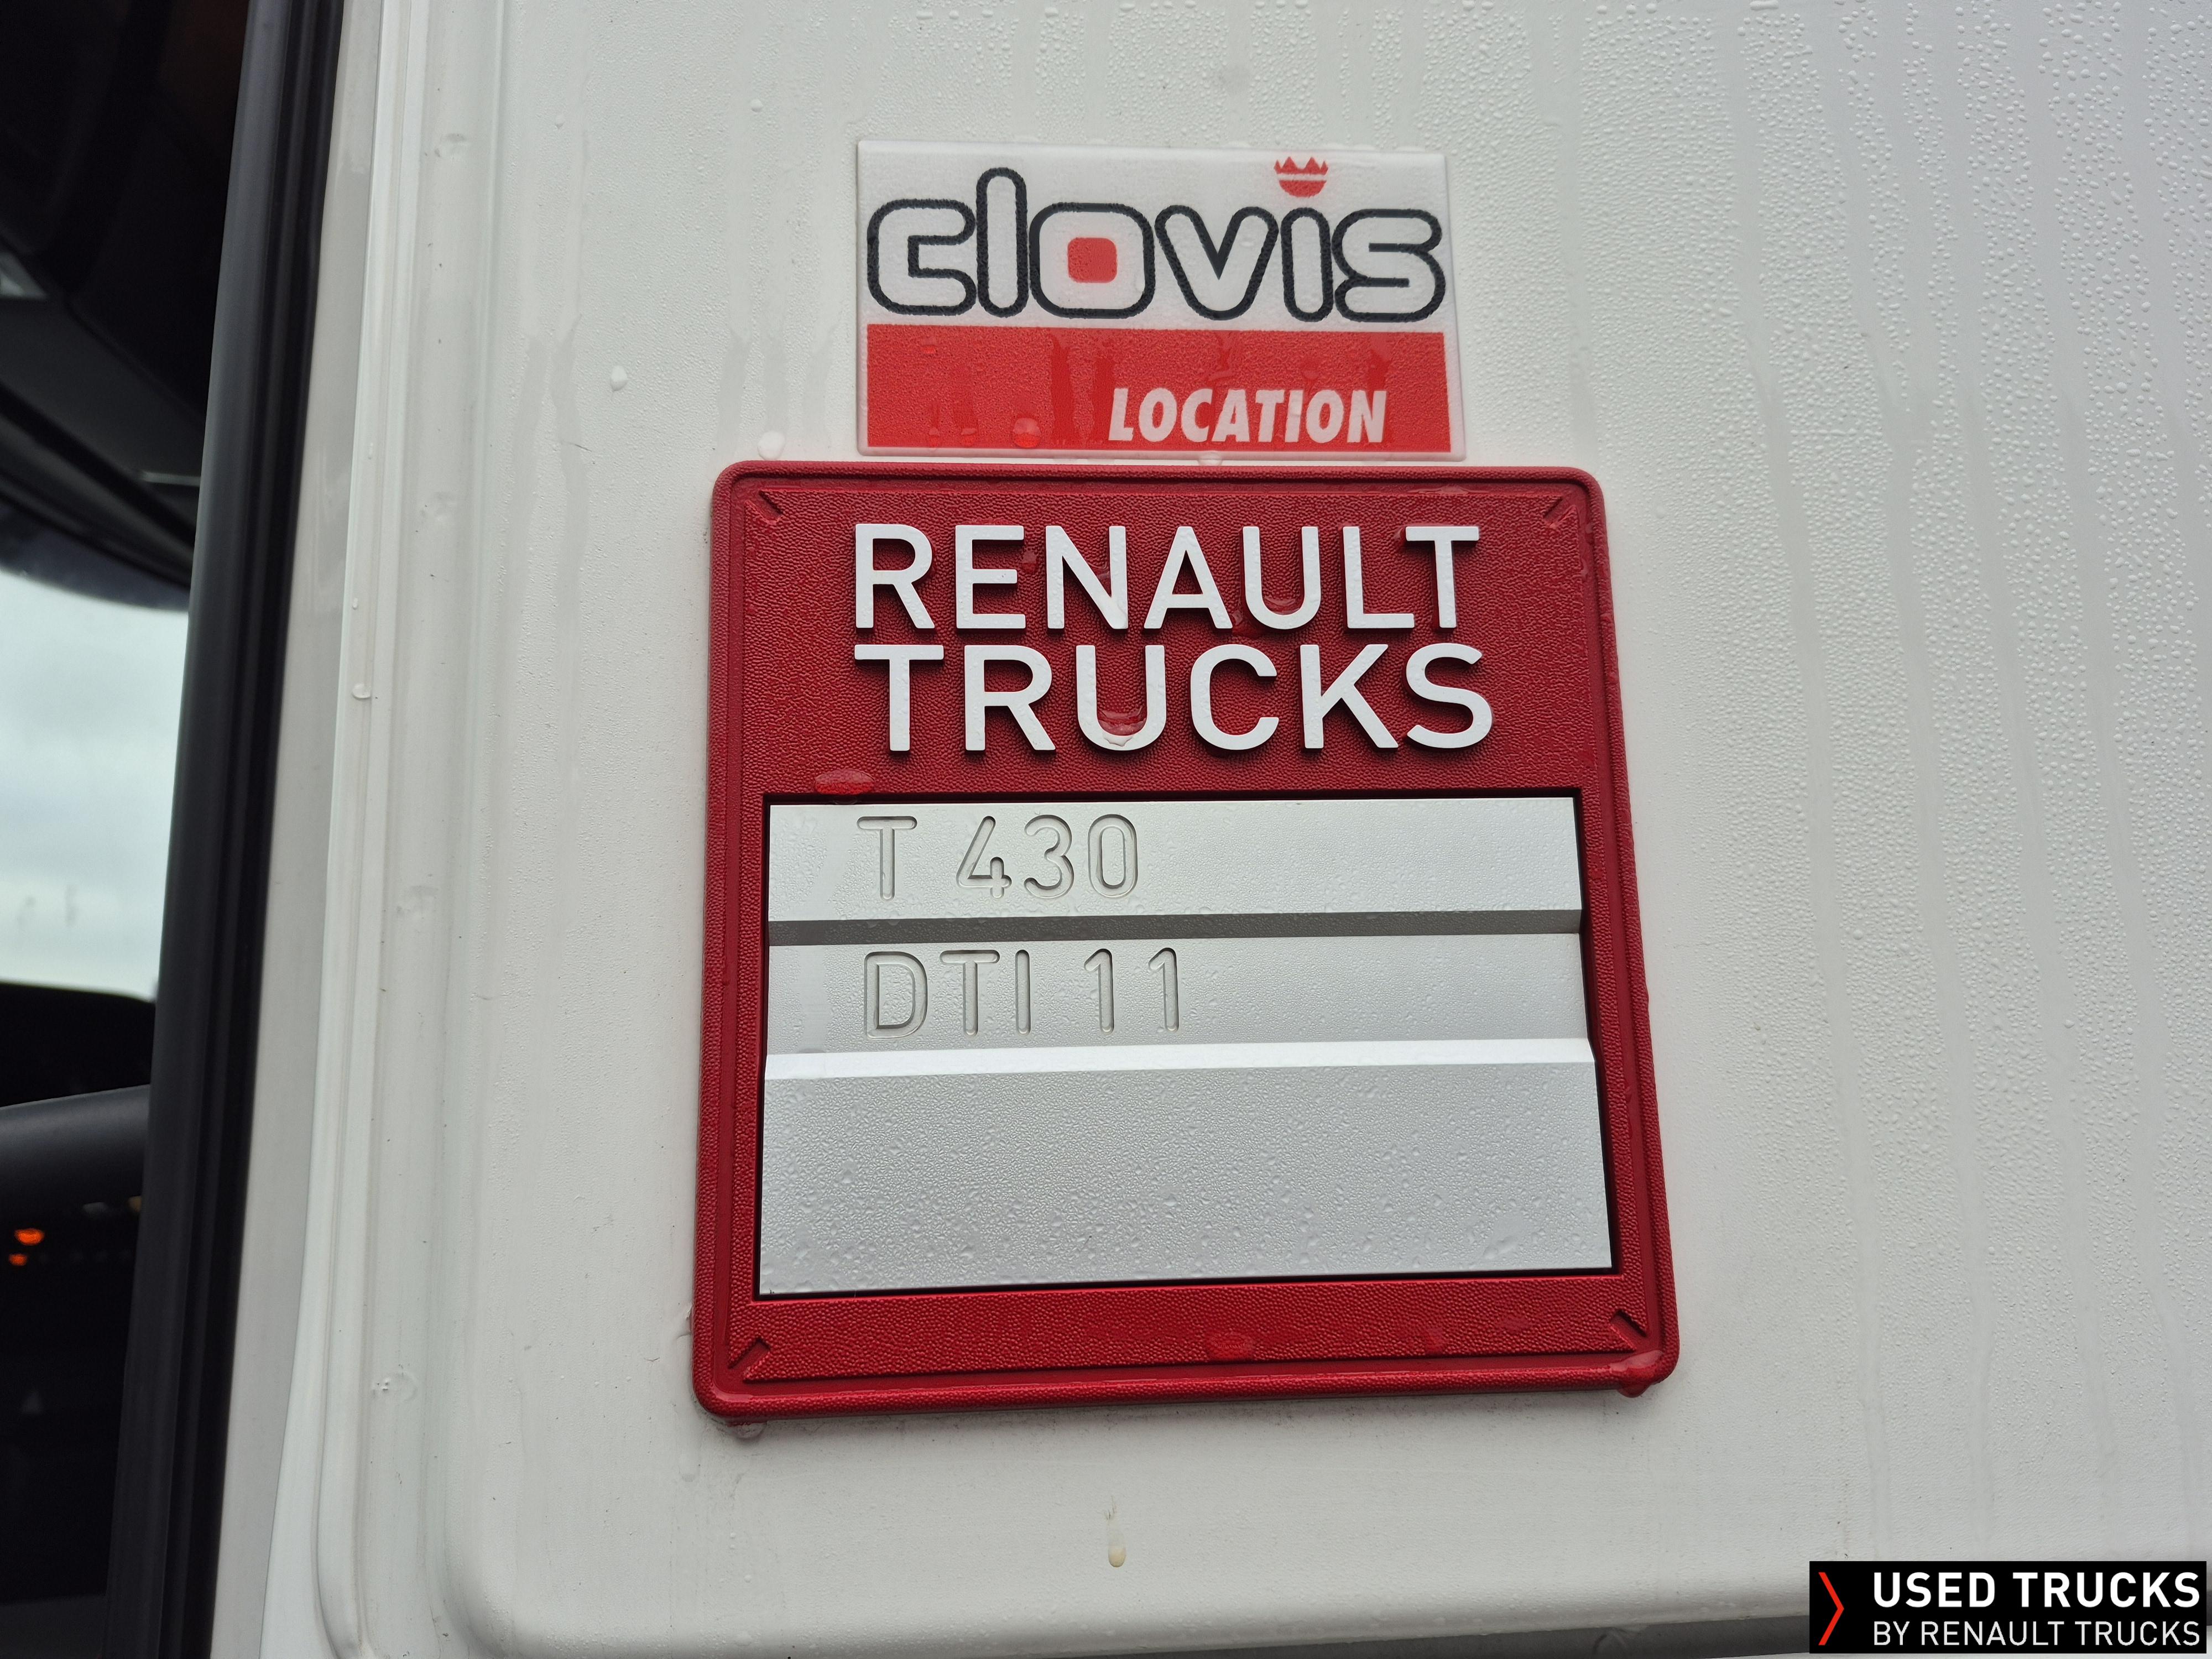 clovis
LOCATION
RENAULT
TRUCKS
T 430
DTI 11
USED TRUCKS
BY RENAULT TRUCKS